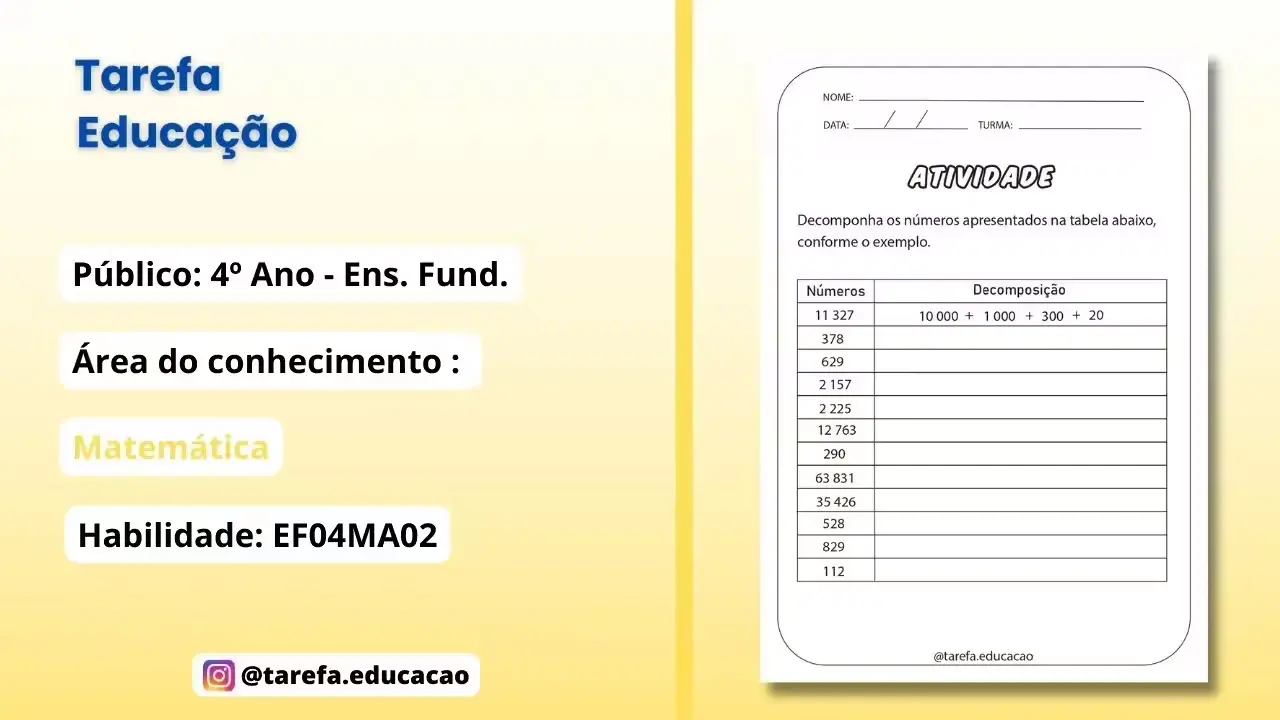 Tarefa
Educação
Público: 4º Ano - Ens. Fund.
Área do conhecimento :
Matemática
Habilidade: EF04MA02
@tarefa.educacao
NOME:
DATA: / / TURMA:
ATIVIDADE
Decomponha os números apresentados na tabela abaixo,
conforme o exemplo.
Números Decomposição
11 327 10 000 + 1 000 + 300 + 20
378
629
2 157
2 225
12 763
290
63 831
35 426
528
829
112
@tarefa.educacao